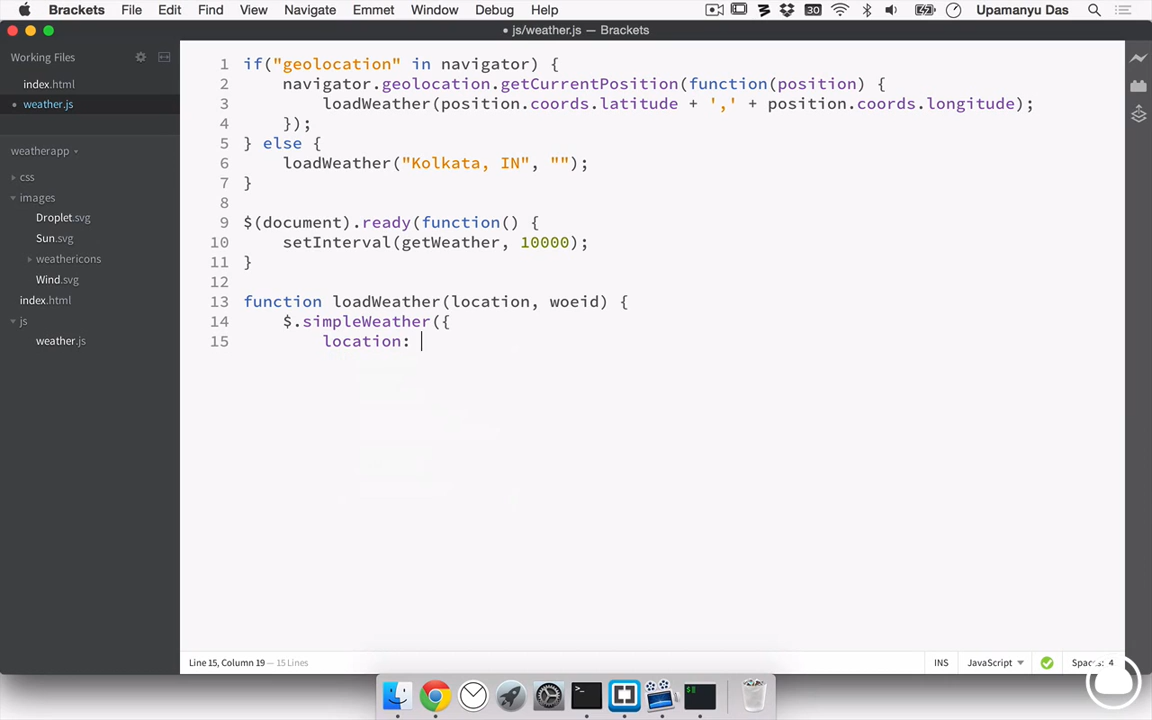 Brackets File Edit Find View Navigate Emmet Window Debug Help 30 Upamanyu Das
• js/weather.js — Brackets
Working Files
index.html
• weather.js
weatherapp
css
images
Droplet.svg
Sun.svg
weathericons
Wind.svg
index.html
js
weather.js
1 if("geolocation" in navigator) {
2 navigator.geolocation.getCurrentPosition(function(position) {
3 loadWeather(position.coords.latitude + ',' + position.coords.longitude);
4 });
5 } else {
6 loadWeather("Kolkata, IN", "");
7 }
8
9 $(document).ready(function() {
10 setInterval(getWeather, 10000);
11 }
12
13 function loadWeather(location, woeid) {
14 $.simpleWeather({
15 location:
Line 15, Column 19 — 15 Lines INS JavaScript Spaces: 4